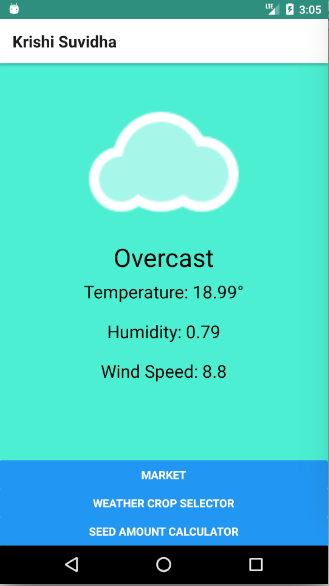 LTE 3:05
Krishi Suvidha
Overcast
Temperature: 18.99°
Humidity: 0.79
Wind Speed: 8.8
MARKET
WEATHER CROP SELECTOR
SEED AMOUNT CALCULATOR